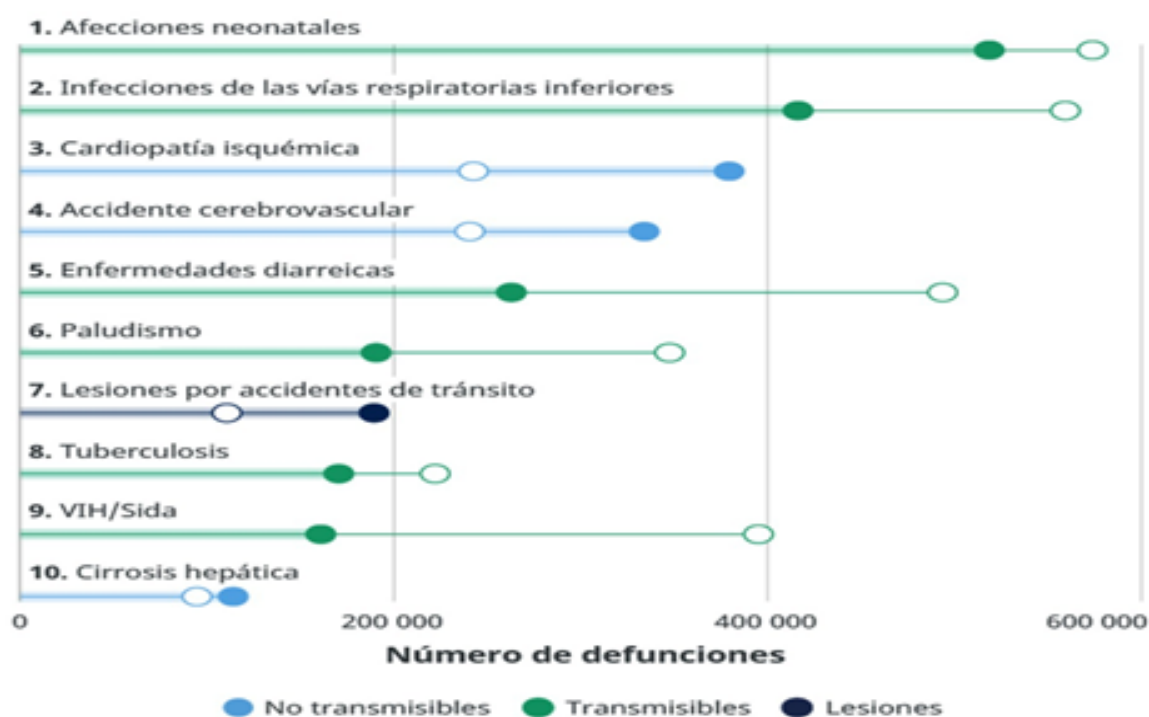 1. Afecciones neonatales
2. Infecciones de las vías respiratorias inferiores
3. Cardiopatía isquémica
4. Accidente cerebrovascular
5. Enfermedades diarreicas
6. Paludismo
7. Lesiones por accidentes de tránsito
8. Tuberculosis
9. VIH/Sida
10. Cirrosis hepática
0 200 000 400 000 600 000
Número de defunciones
No transmisibles Transmisibles Lesiones